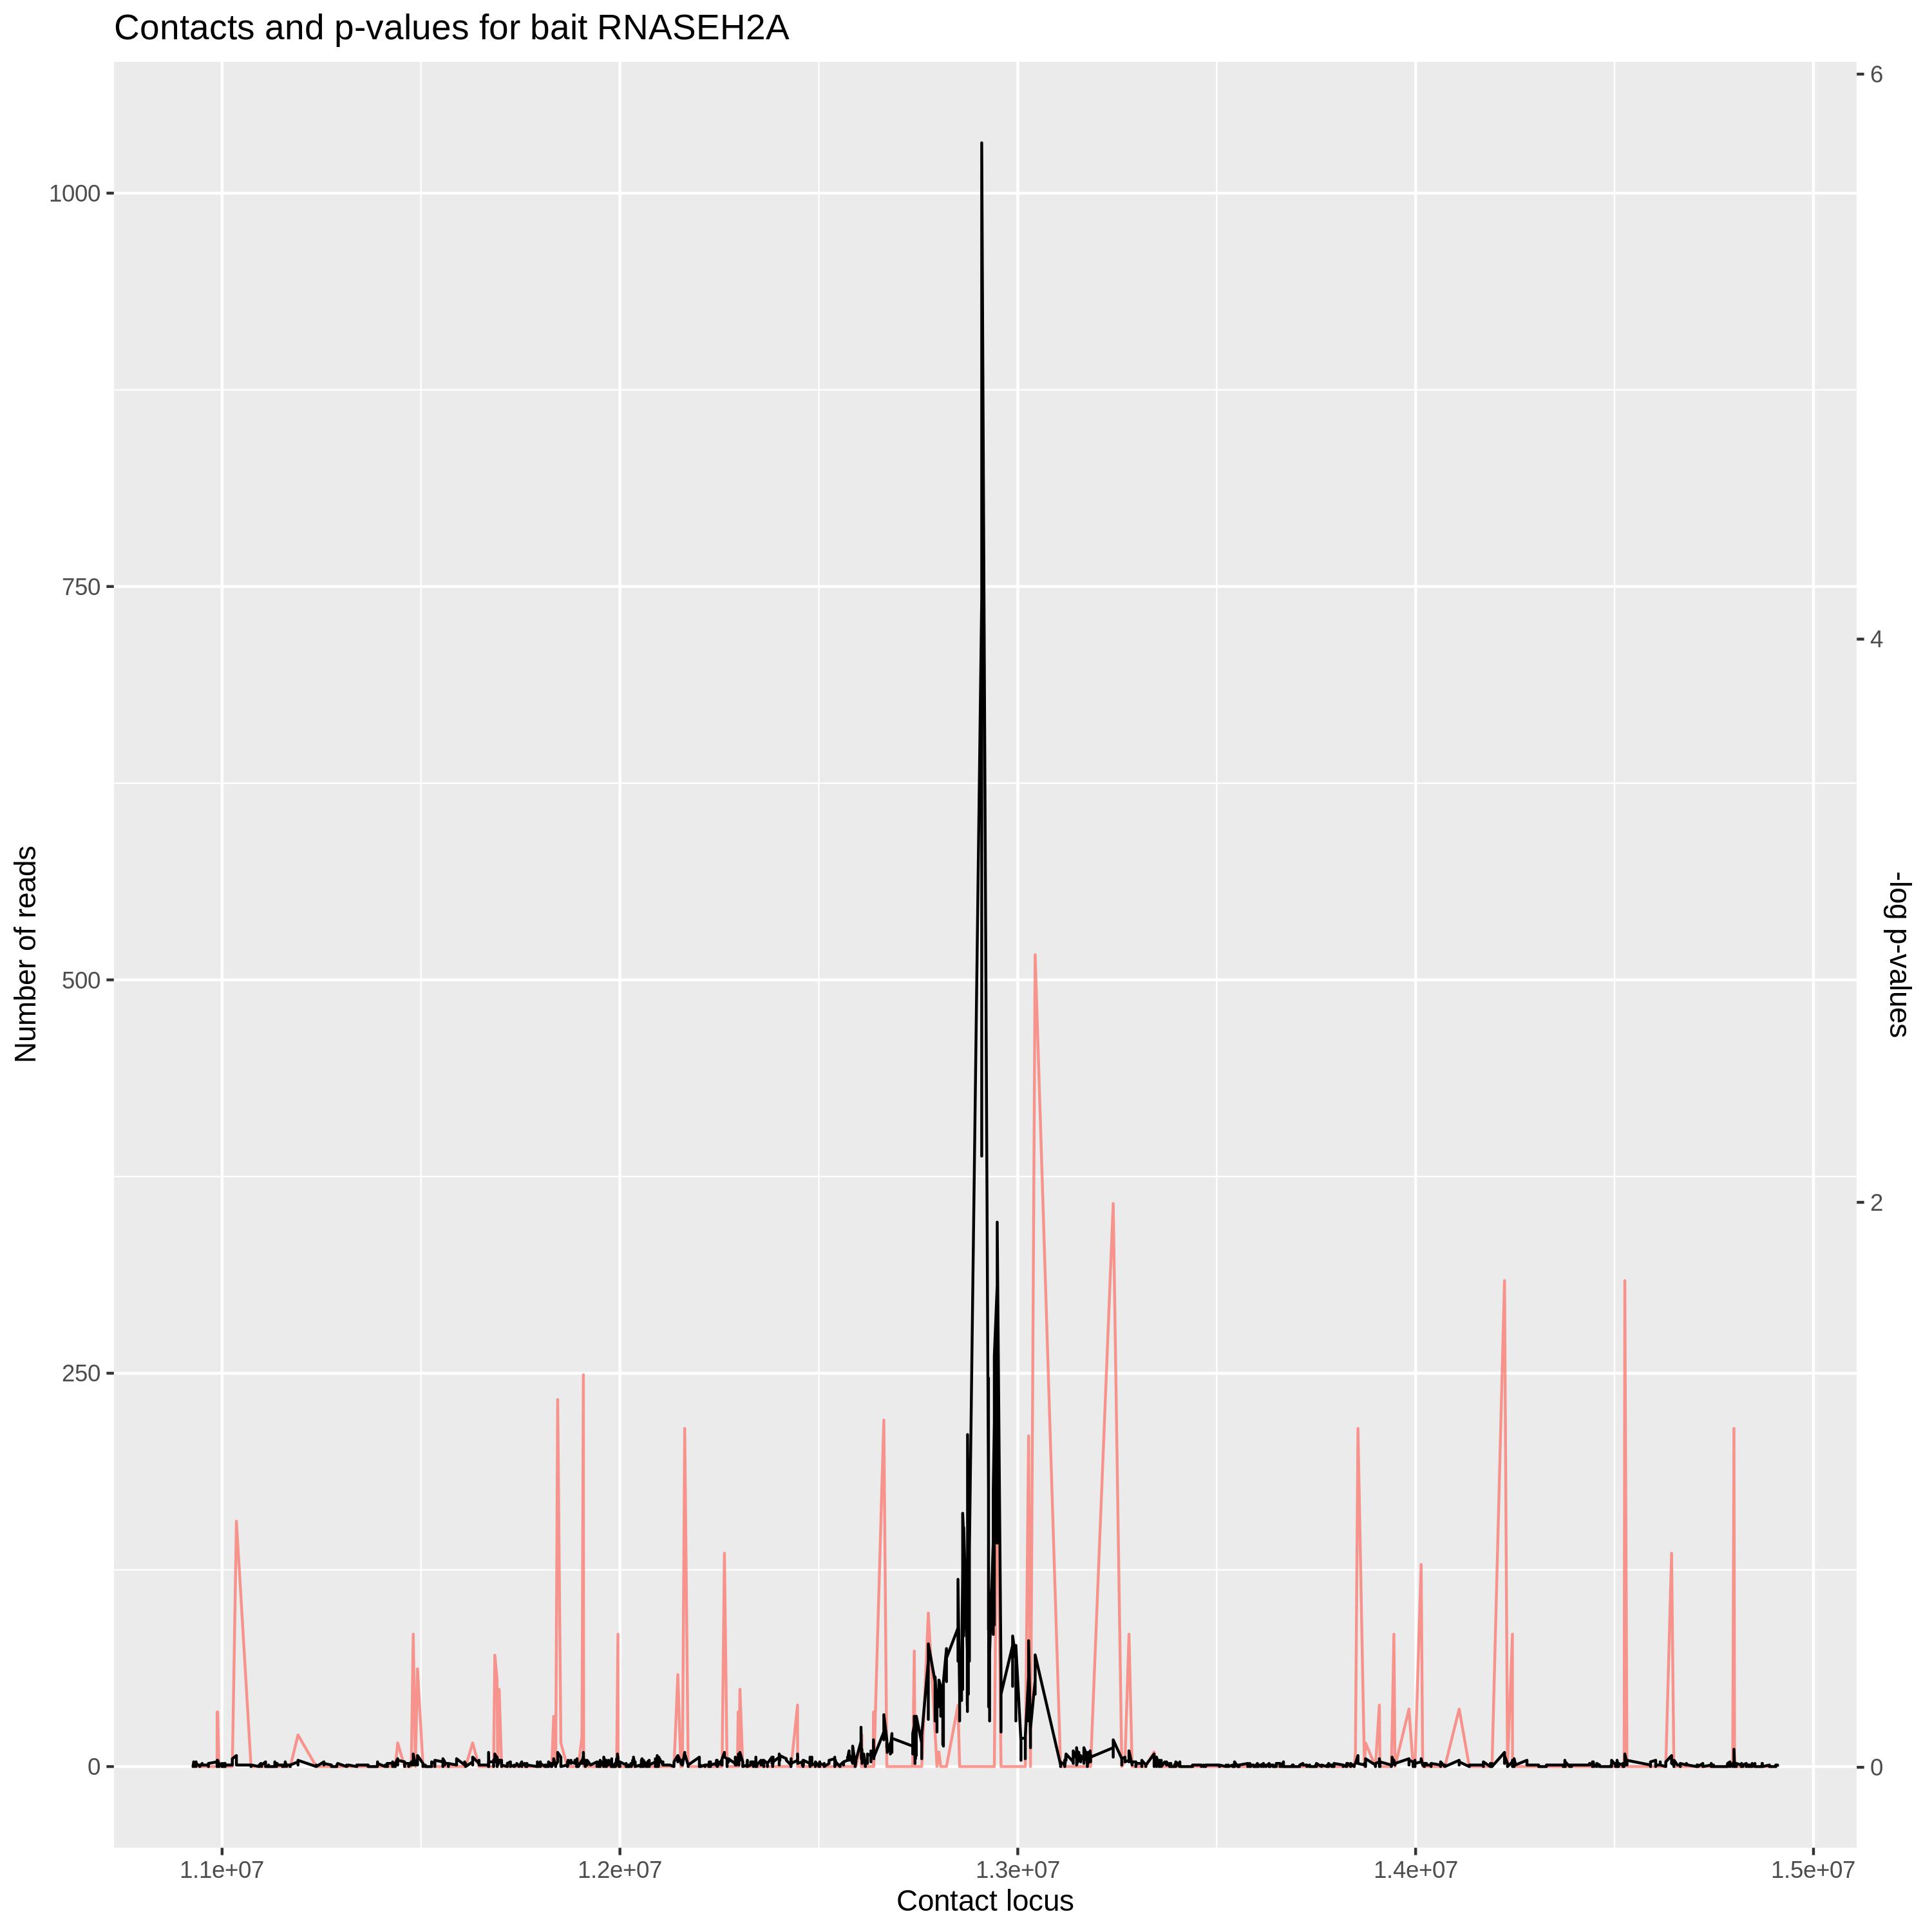 Contacts and p-values for bait RNASEH2A
1000
750
500
250
0
Number of reads
6
4
2
0
-log p-values
1.1e+07
1.2e+07
1.3e+07
1.4e+07
1.5e+07
Contact locus